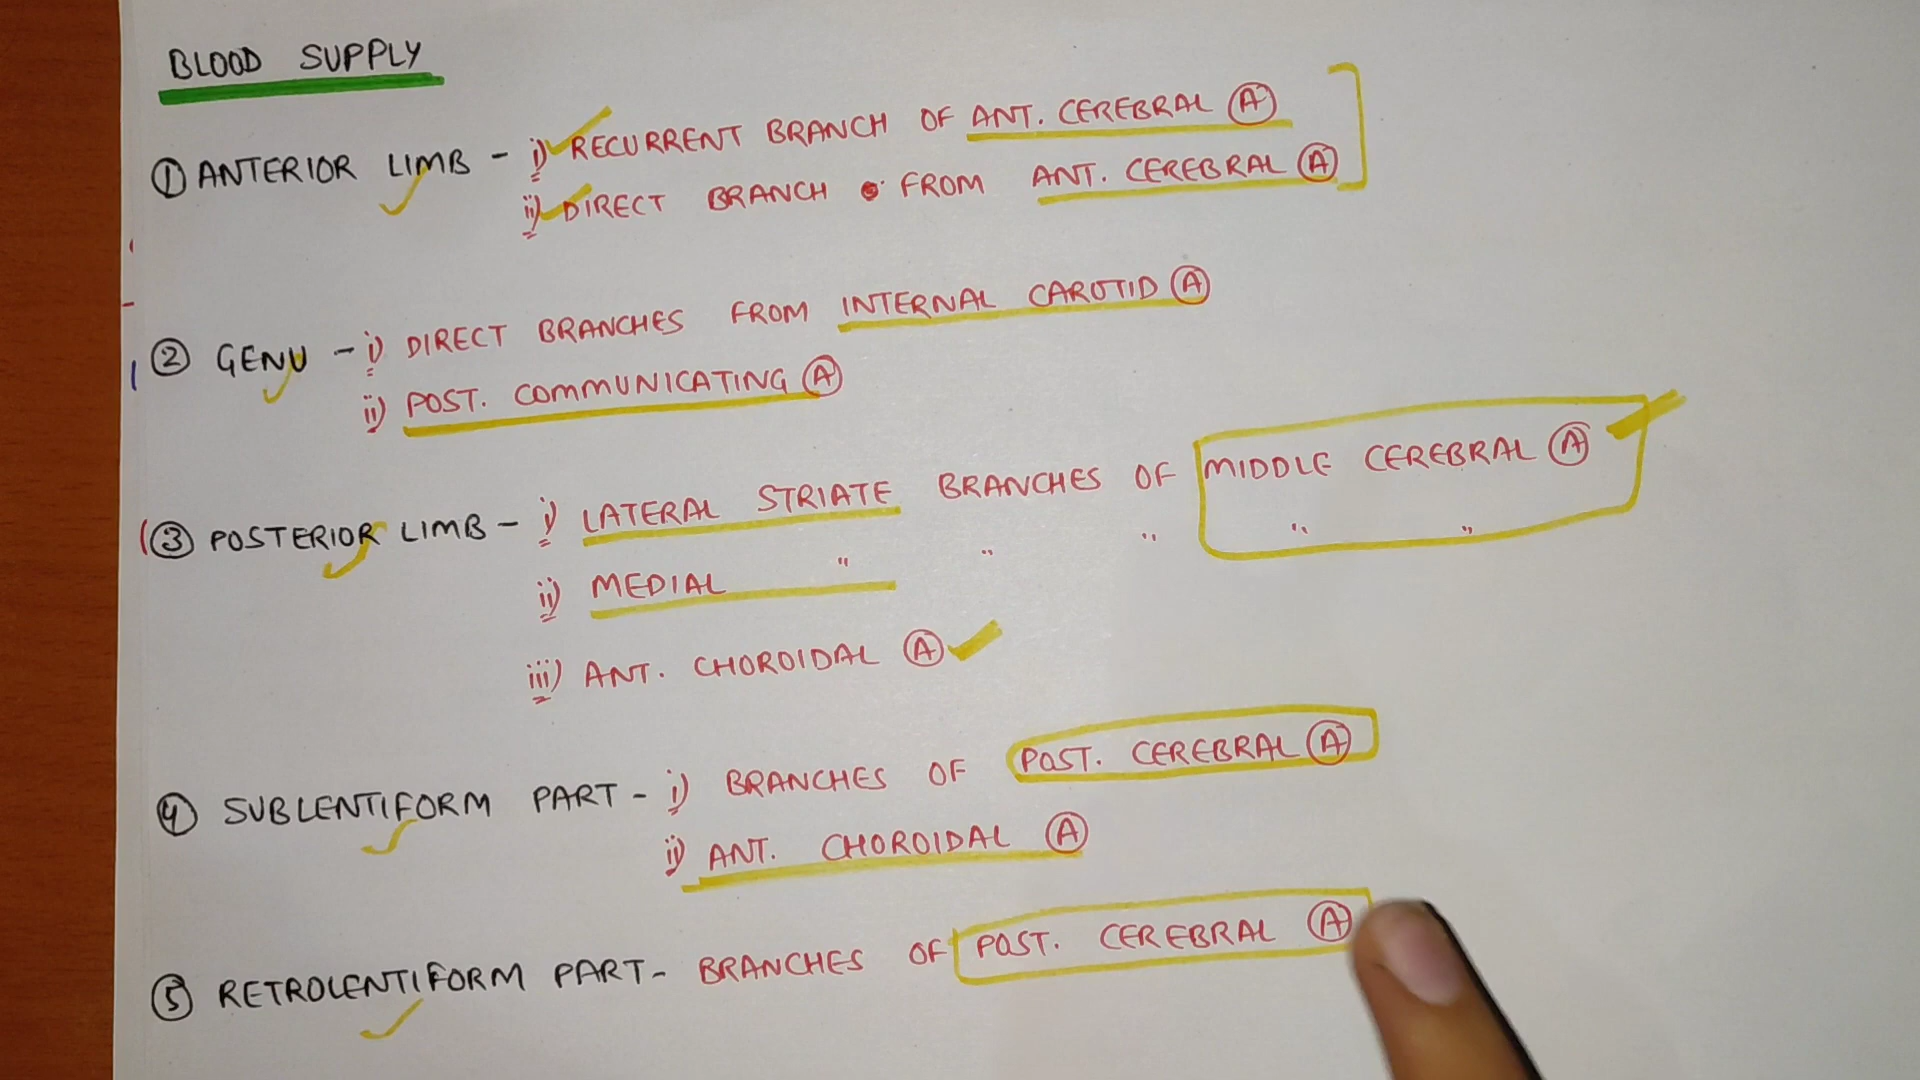 BLOOD SUPPLY
① ANTERIOR LIMB - i) RECURRENT BRANCH OF ANT. CEREBRAL Ⓐ
ii) DIRECT BRANCH FROM ANT. CEREBRAL Ⓐ
② GENU - i) DIRECT BRANCHES FROM INTERNAL CAROTID Ⓐ
ii) POST. COMMUNICATING Ⓐ
③ POSTERIOR LIMB - i) LATERAL STRIATE BRANCHES OF MIDDLE CEREBRAL Ⓐ
ii) MEDIAL " " " " "
iii) ANT. CHOROIDAL Ⓐ
④ SUBLENTIFORM PART - i) BRANCHES OF POST. CEREBRAL Ⓐ
ii) ANT. CHOROIDAL Ⓐ
⑤ RETROLENTIFORM PART - BRANCHES OF POST. CEREBRAL Ⓐ